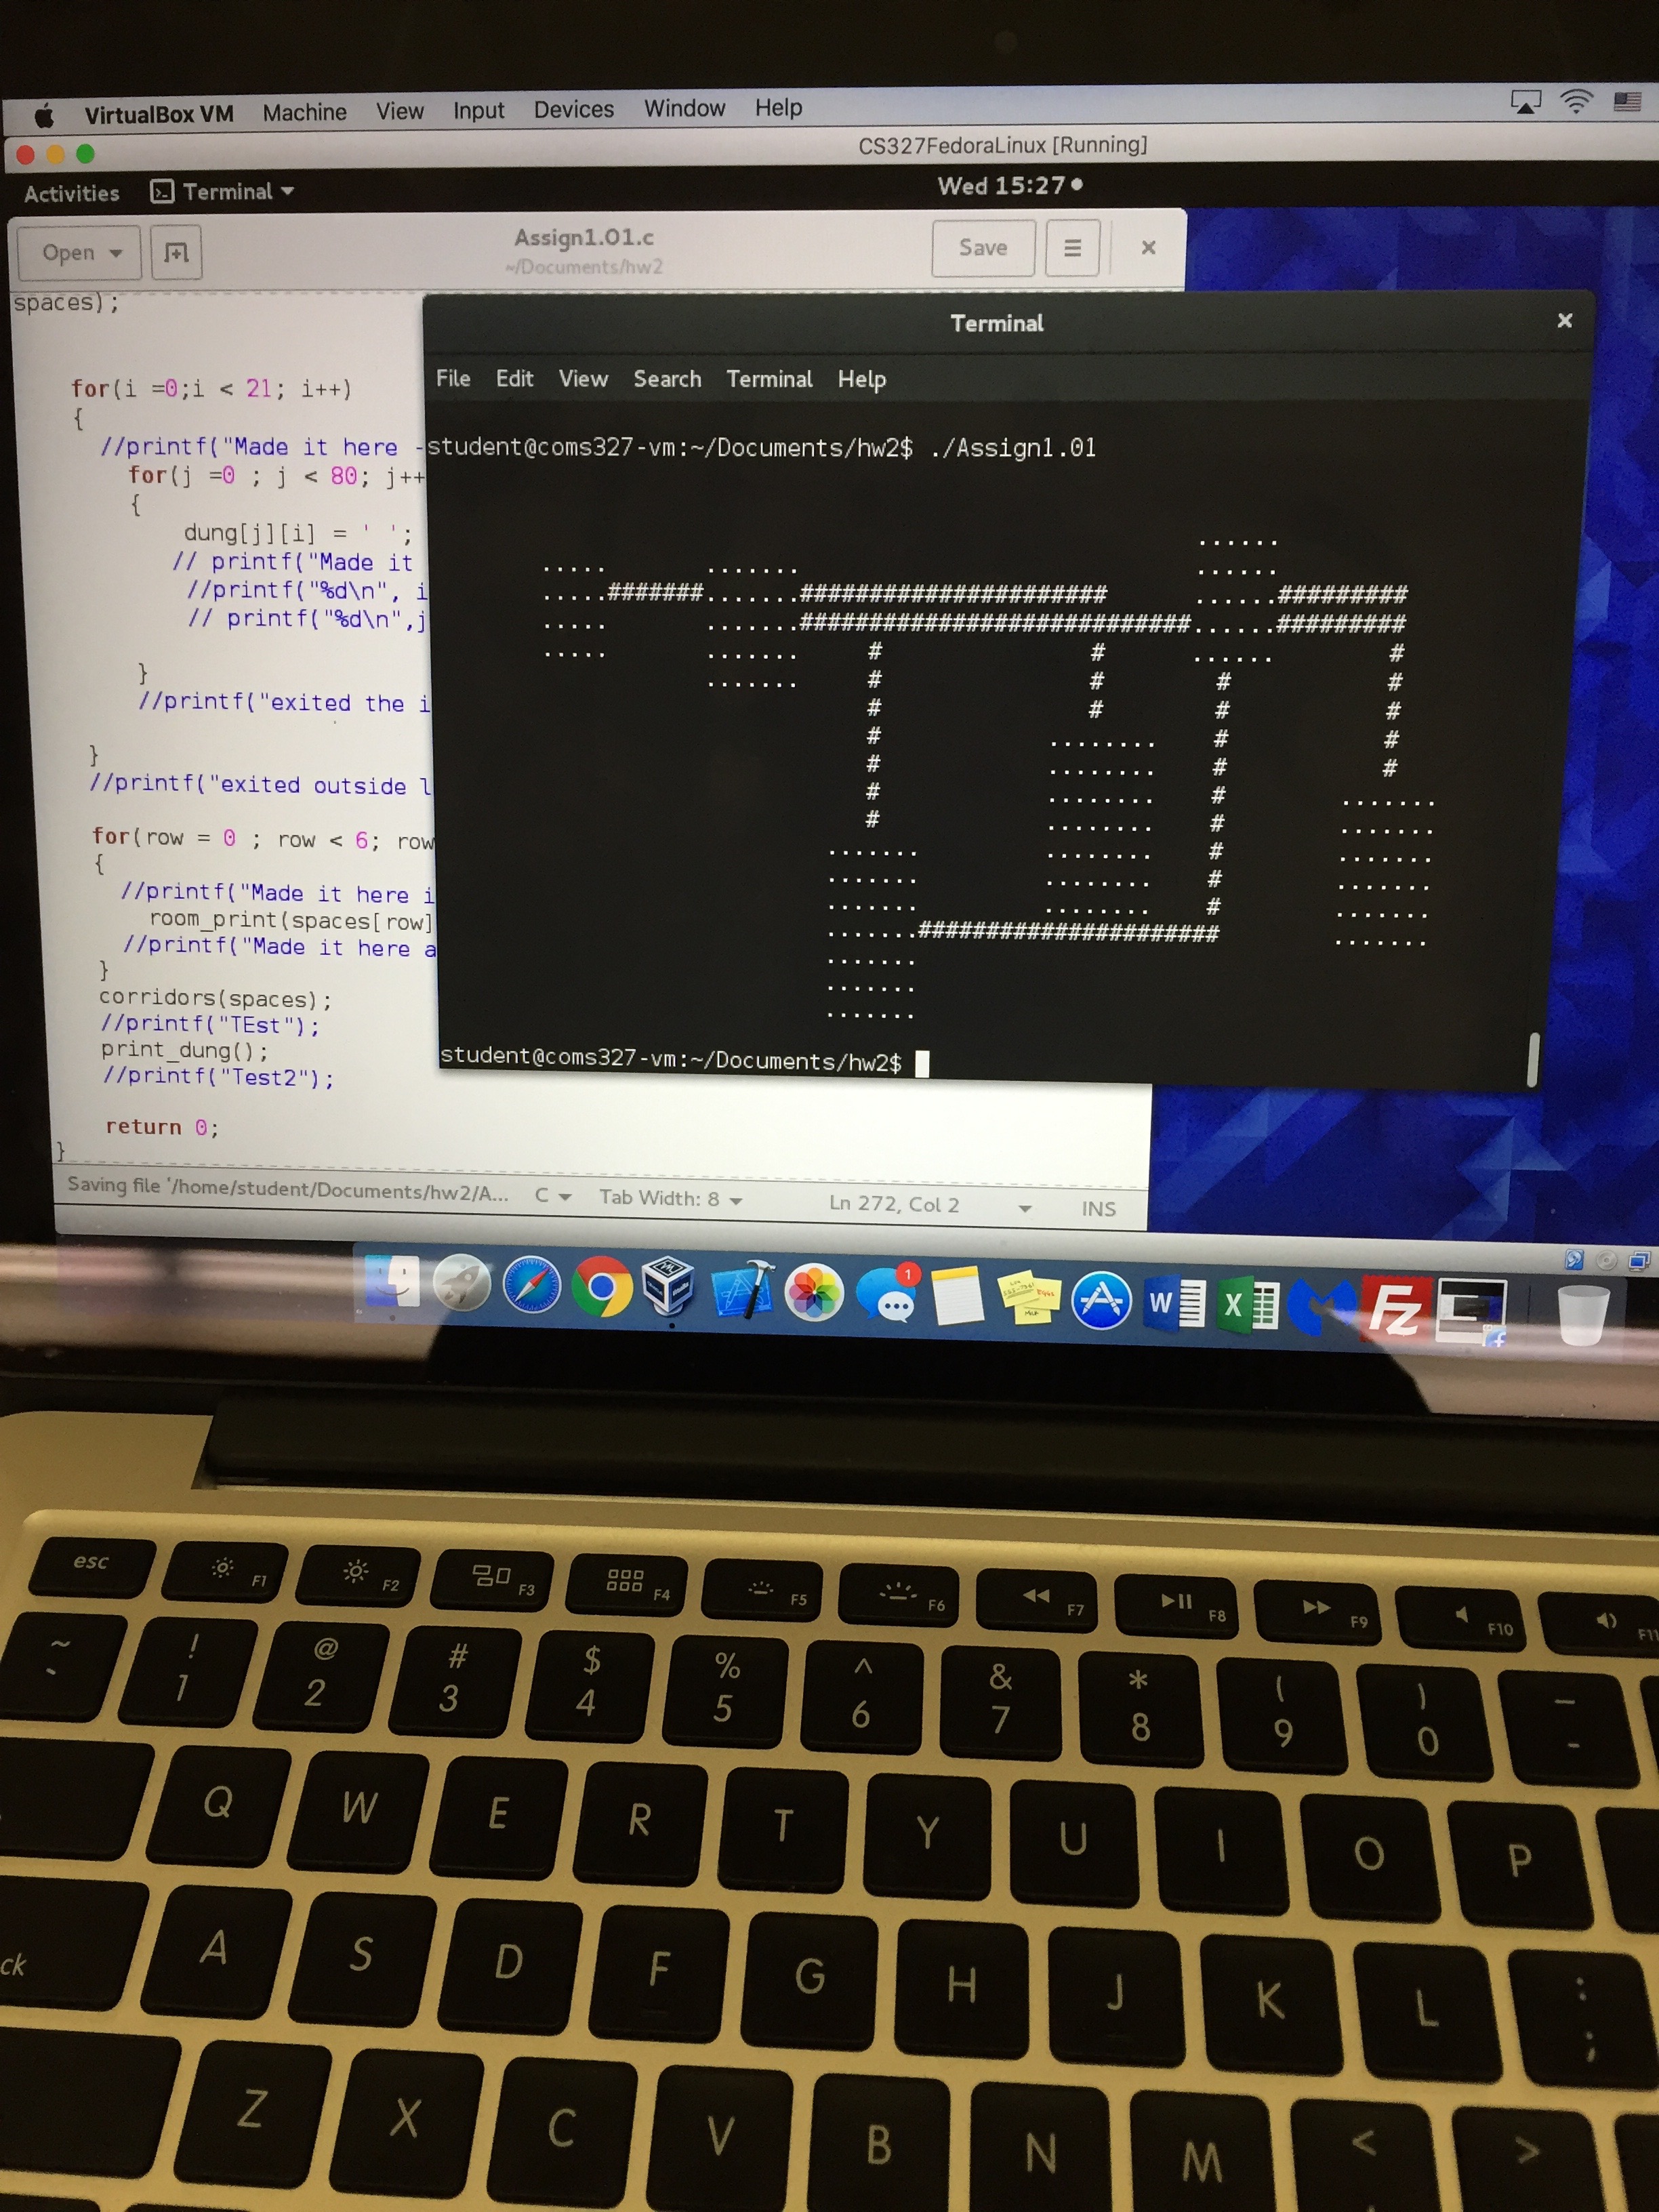 VirtualBox VM Machine View Input Devices Window Help
CS327FedoraLinux [Running]
Activities Terminal Wed 15:27
Open Assign1.01.c Save
~/Documents/hw2
spaces);
for(i =0;i < 21; i++)
{
//printf("Made it here -
for(j =0 ; j < 80; j++
{
dung[j][i] = ' ';
// printf("Made it
//printf("%d\n", i
// printf("%d\n",j
}
//printf("exited the i
}
//printf("exited outside l
for(row = 0 ; row < 6; row
{
//printf("Made it here i
room_print(spaces[row]
//printf("Made it here a
}
corridors(spaces);
//printf("TEst");
print_dung();
//printf("Test2");
return 0;
}
Saving file '/home/student/Documents/hw2/A... C Tab Width: 8 Ln 272, Col 2 INS
Terminal
File Edit View Search Terminal Help
student@coms327-vm:~/Documents/hw2$ ./Assign1.01
......
..... ....... ......
.....#######.......###################### ......#########
..... .......############################......#########
..... ....... # # ...... #
....... # # # #
# # # #
# ........ # #
# ........ # #
# ........ # .......
# ........ # .......
....... ........ # .......
....... ........ # .......
....... ........ # .......
.......###################### .......
.......
.......
.......
student@coms327-vm:~/Documents/hw2$
1
W X Fz
esc F1 F2 F3 F4 F5 F6 F7 F8 F9 F10 F11
~ ! @ # $ % ^ & * ( ) —
` 1 2 3 4 5 6 7 8 9 0 -
Q W E R T Y U I O P
ck A S D F G H J K L : ;
Z X C V B N M < >